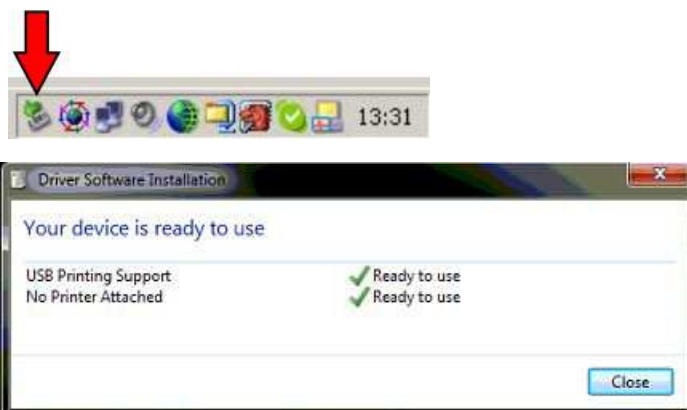 13:31
Driver Software Installation
Your device is ready to use
USB Printing Support Ready to use
No Printer Attached Ready to use
Close